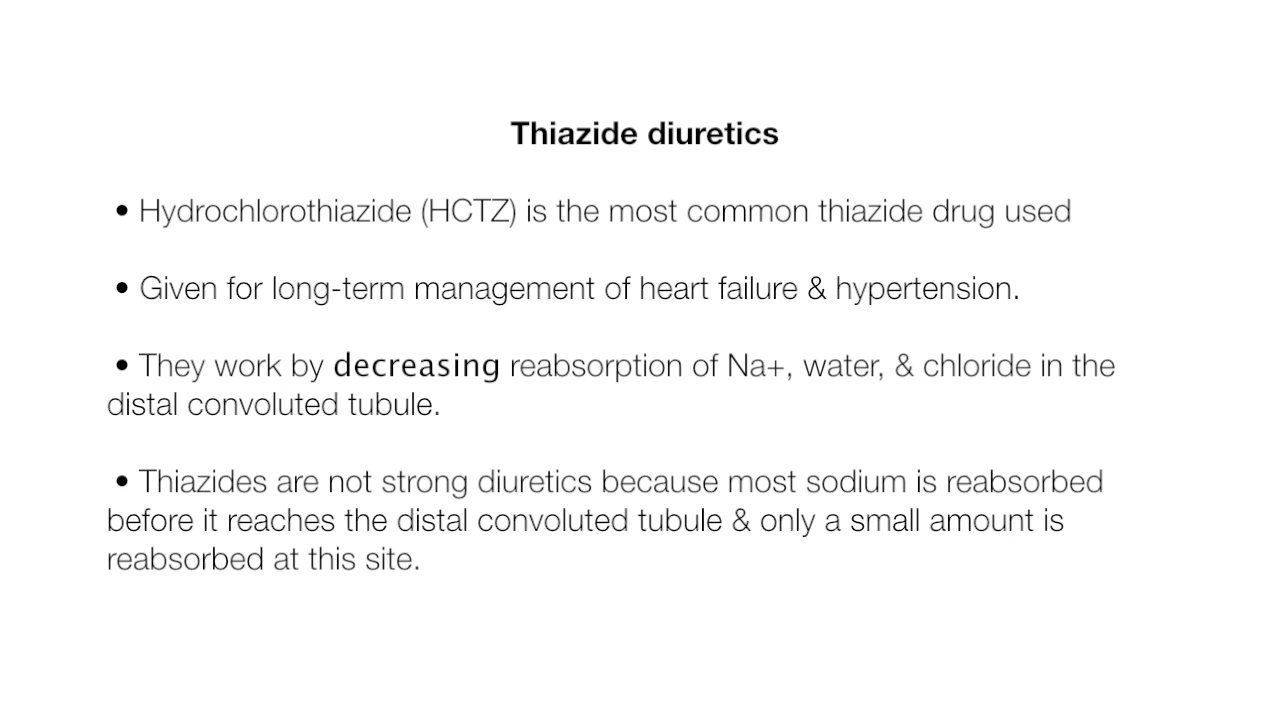 Thiazide diuretics
• Hydrochlorothiazide (HCTZ) is the most common thiazide drug used
• Given for long-term management of heart failure & hypertension.
• They work by decreasing reabsorption of Na+, water, & chloride in the
distal convoluted tubule.
• Thiazides are not strong diuretics because most sodium is reabsorbed
before it reaches the distal convoluted tubule & only a small amount is
reabsorbed at this site.